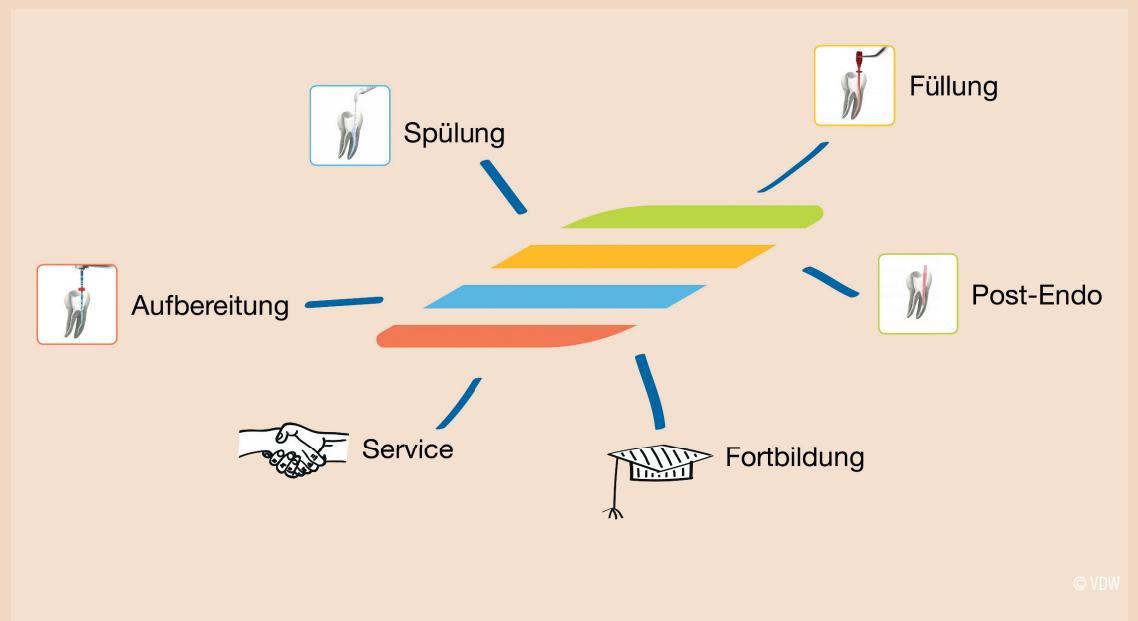 Füllung
Spülung
Aufbereitung
Post-Endo
Service
Fortbildung
© VDW